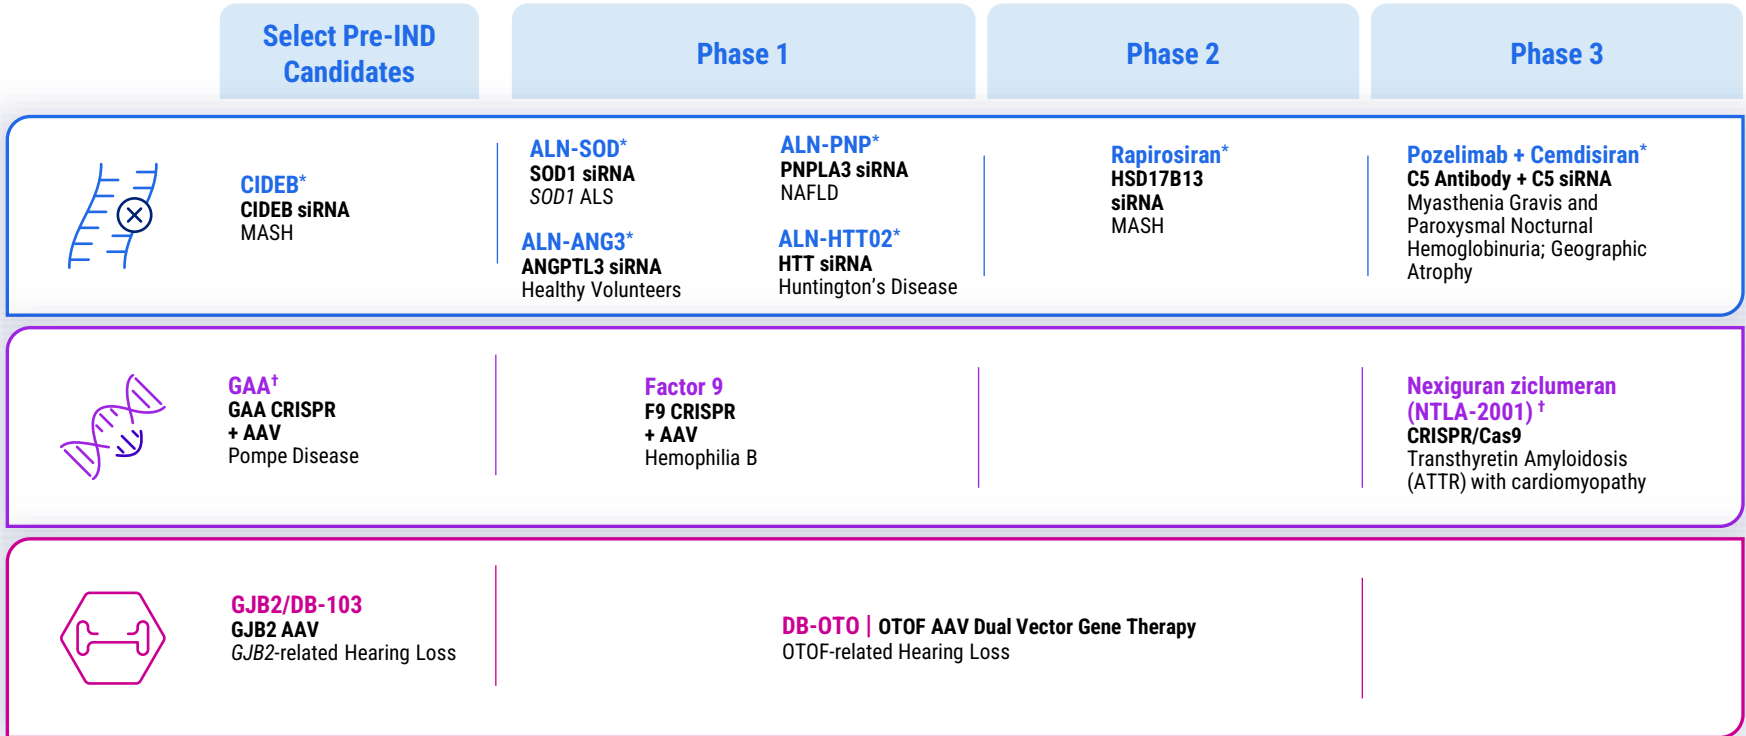 Select Pre-IND
Candidates
Phase 1
Phase 2
Phase 3
CIDEB*
CIDEB siRNA
MASH
ALN-SOD*
SOD1 siRNA
SOD1 ALS
ALN-PNP*
PNPLA3 siRNA
NAFLD
ALN-ANG3*
ANGPTL3 siRNA
Healthy Volunteers
ALN-HTT02*
HTT siRNA
Huntington’s Disease
Rapirosiran*
HSD17B13
siRNA
MASH
Pozelimab + Cemdisiran*
C5 Antibody + C5 siRNA
Myasthenia Gravis and
Paroxysmal Nocturnal
Hemoglobinuria; Geographic
Atrophy
GAA†
GAA CRISPR
+ AAV
Pompe Disease
Factor 9
F9 CRISPR
+ AAV
Hemophilia B
Nexiguran ziclumeran
(NTLA-2001) †
CRISPR/Cas9
Transthyretin Amyloidosis
(ATTR) with cardiomyopathy
GJB2/DB-103
GJB2 AAV
GJB2-related Hearing Loss
DB-OTO | OTOF AAV Dual Vector Gene Therapy
OTOF-related Hearing Loss